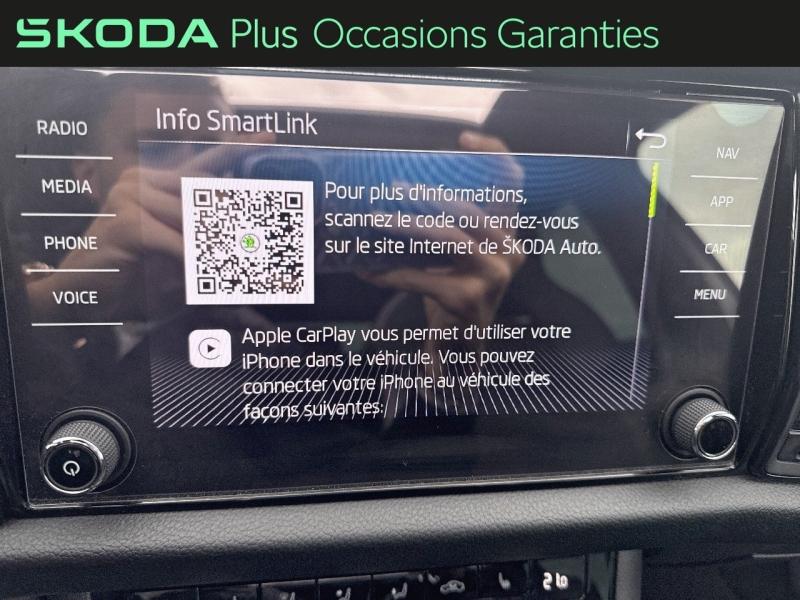 ŠKODA Plus Occasions Garanties
Info SmartLink
RADIO
MEDIA
PHONE
VOICE
Pour plus d'informations,
scannez le code ou rendez-vous
sur le site Internet de ŠKODA Auto.
Apple CarPlay vous permet d'utiliser votre
iPhone dans le véhicule. Vous pouvez
connecter votre iPhone au véhicule des
façons suivantes:
NAV
APP
CAR
MENU